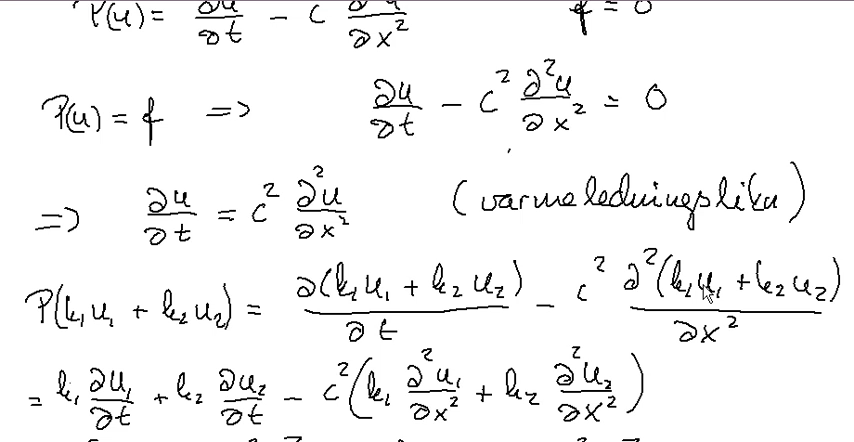 P(u) = ∂u/∂t − c ∂u/∂x² f = 0
P(u) = f => ∂u/∂t − c² ∂²u/∂x² = 0
=> ∂u/∂t = c² ∂²u/∂x² (varmeledningslikn)
P(k₁u₁ + k₂u₂) = ∂(k₁u₁ + k₂u₂)/∂t − c² ∂²(k₁u₁ + k₂u₂)/∂x²
= k₁ ∂u₁/∂t + k₂ ∂u₂/∂t − c²(k₁ ∂²u₁/∂x² + k₂ ∂²u₂/∂x²)